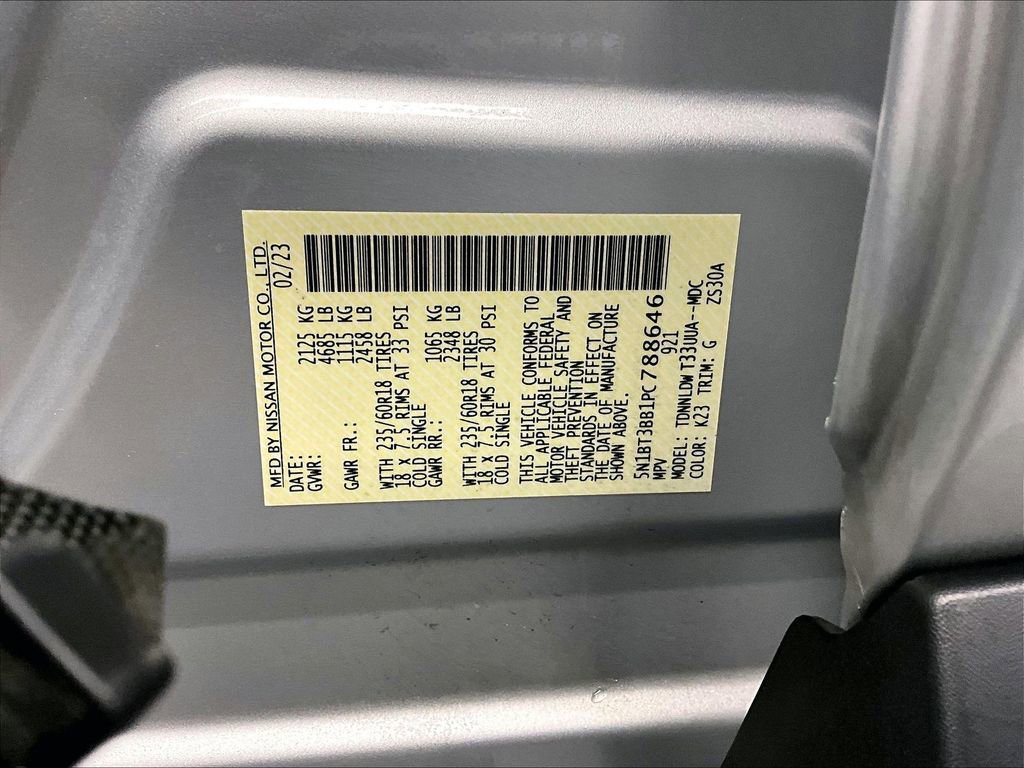 MFD BY NISSAN MOTOR CO., LTD.
DATE: 02/23
GVWR: 2125 KG
4685 LB
GAWR FR.: 1115 KG
2458 LB
WITH 235/60R18 TIRES
18 X 7.5 RIMS AT 33 PSI
COLD SINGLE
GAWR RR.: 1065 KG
2348 LB
WITH 235/60R18 TIRES
18 X 7.5 RIMS AT 30 PSI
COLD SINGLE
THIS VEHICLE CONFORMS TO
ALL APPLICABLE FEDERAL
MOTOR VEHICLE SAFETY AND
THEFT PREVENTION
STANDARDS IN EFFECT ON
THE DATE OF MANUFACTURE
SHOWN ABOVE.
5N1BT3BB1PC788646
MPV 921
MODEL: TDNNLDW T33UUA--MDC
COLOR: K23 TRIM: G ZS30A